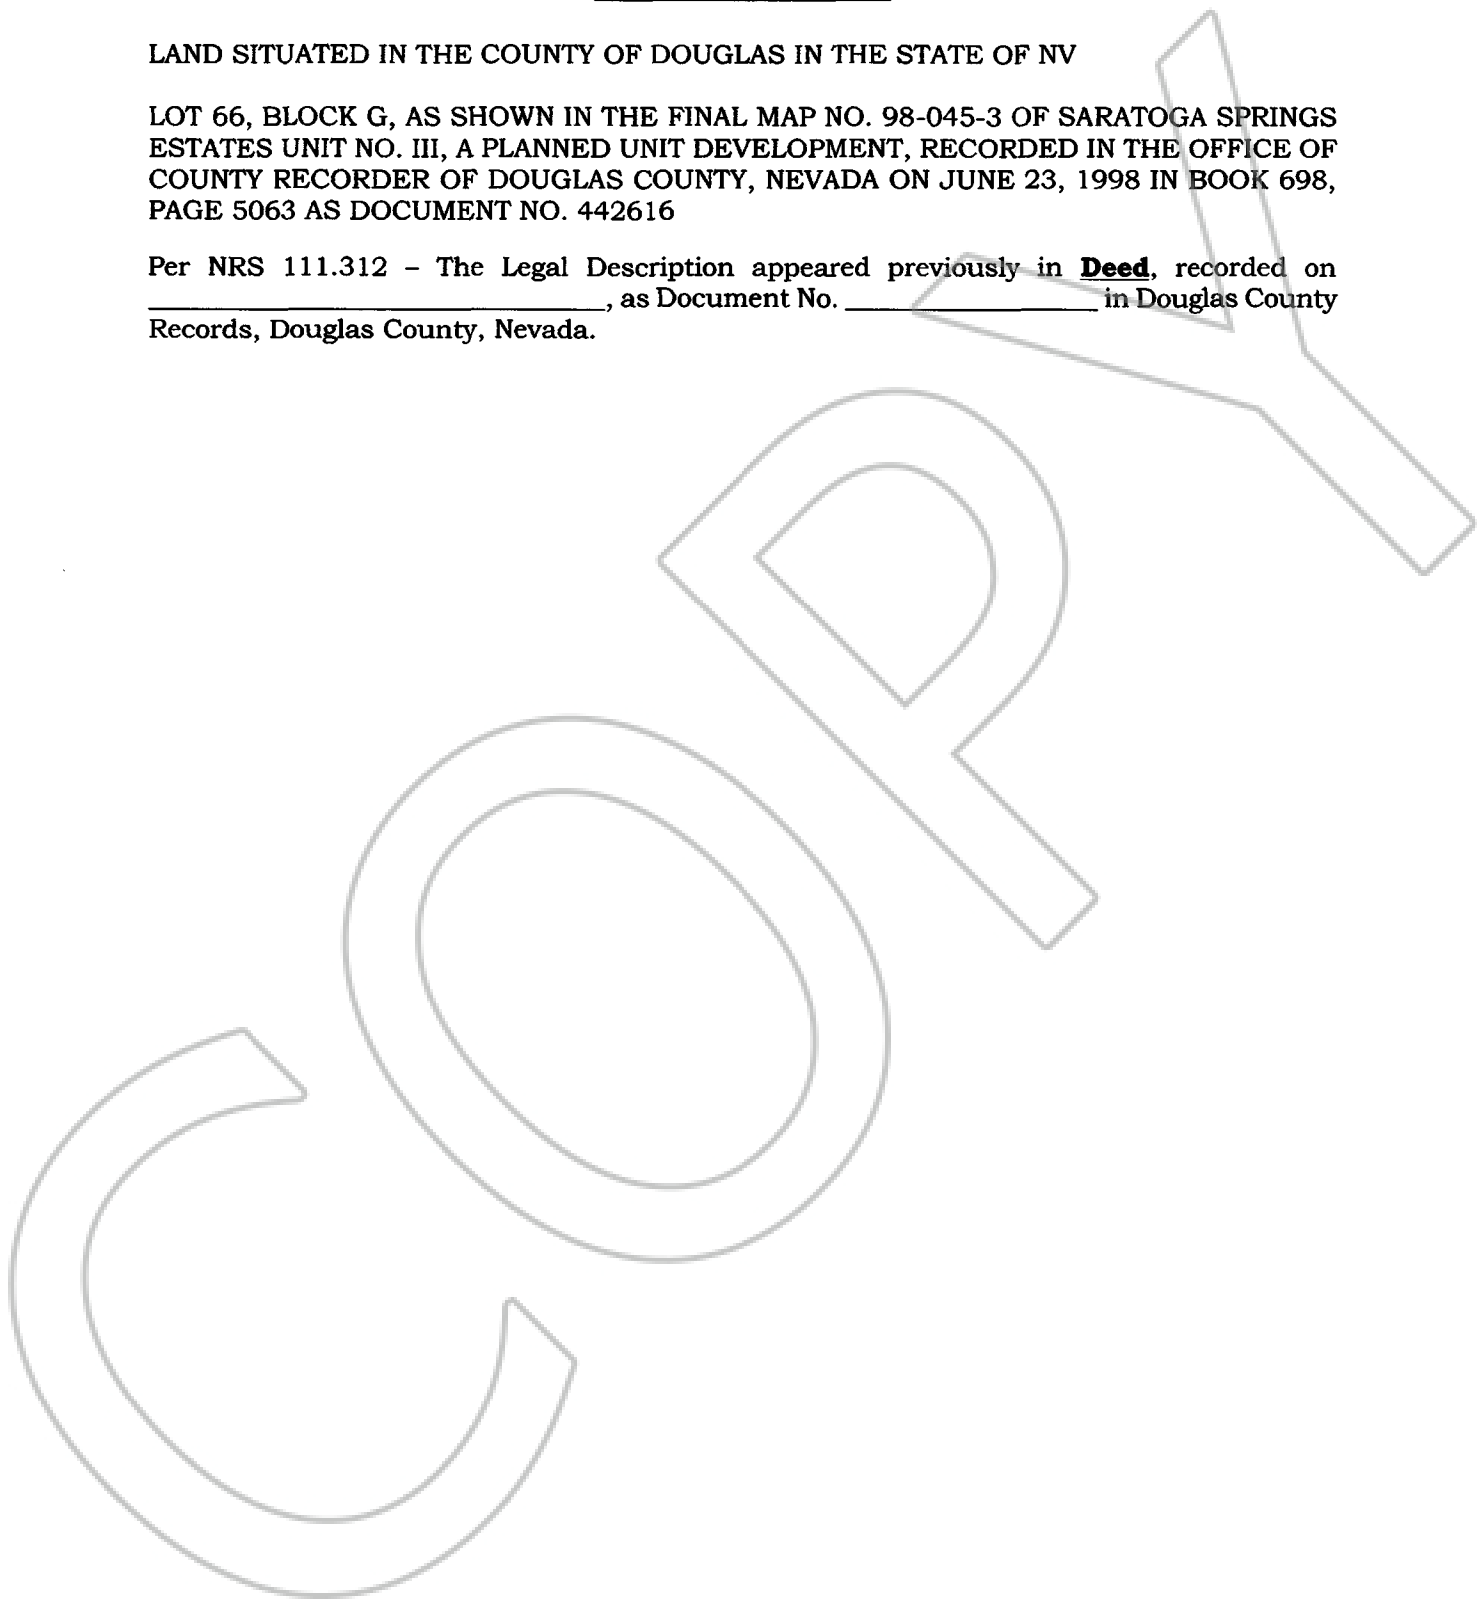 LAND SITUATED IN THE COUNTY OF DOUGLAS IN THE STATE OF NV
LOT 66, BLOCK G, AS SHOWN IN THE FINAL MAP NO. 98-045-3 OF SARATOGA SPRINGS
ESTATES UNIT NO. III, A PLANNED UNIT DEVELOPMENT, RECORDED IN THE OFFICE OF
COUNTY RECORDER OF DOUGLAS COUNTY, NEVADA ON JUNE 23, 1998 IN BOOK 698,
PAGE 5063 AS DOCUMENT NO. 442616
Per NRS 111.312 – The Legal Description appeared previously in Deed, recorded on
____________________, as Document No. ____________ in Douglas County
Records, Douglas County, Nevada.
COPY